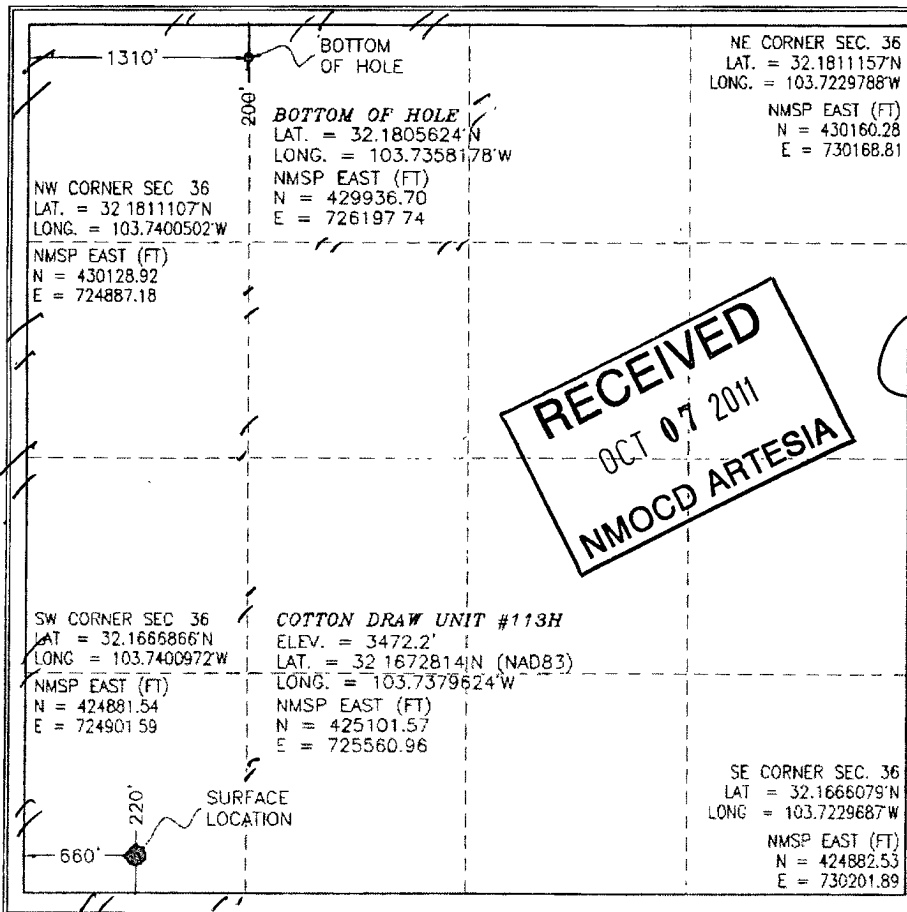 1310'
BOTTOM
OF HOLE
200'
BOTTOM OF HOLE
LAT. = 32.1805624'N
LONG. = 103.7358178'W
NMSP EAST (FT)
N = 429936.70
E = 726197 74
NE CORNER SEC. 36
LAT. = 32.1811157'N
LONG. = 103.7229788'W
NMSP EAST (FT)
N = 430160.28
E = 730168.81
NW CORNER SEC 36
LAT. = 32 1811107'N
LONG. = 103.7400502'W
NMSP EAST (FT)
N = 430128.92
E = 724887.18
RECEIVED
OCT 07 2011
NMOCD ARTESIA
SW CORNER SEC 36
LAT = 32.1666866'N
LONG = 103.7400972'W
NMSP EAST (FT)
N = 424881.54
E = 724901 59
COTTON DRAW UNIT #113H
ELEV. = 3472.2'
LAT. = 32 1672814'N (NAD83)
LONG. = 103.7379624'W
NMSP EAST (FT)
N = 425101.57
E = 725560.96
SE CORNER SEC. 36
LAT = 32.1666079'N
LONG = 103.7229687'W
NMSP EAST (FT)
N = 424882.53
E = 730201.89
220'
SURFACE
LOCATION
660'